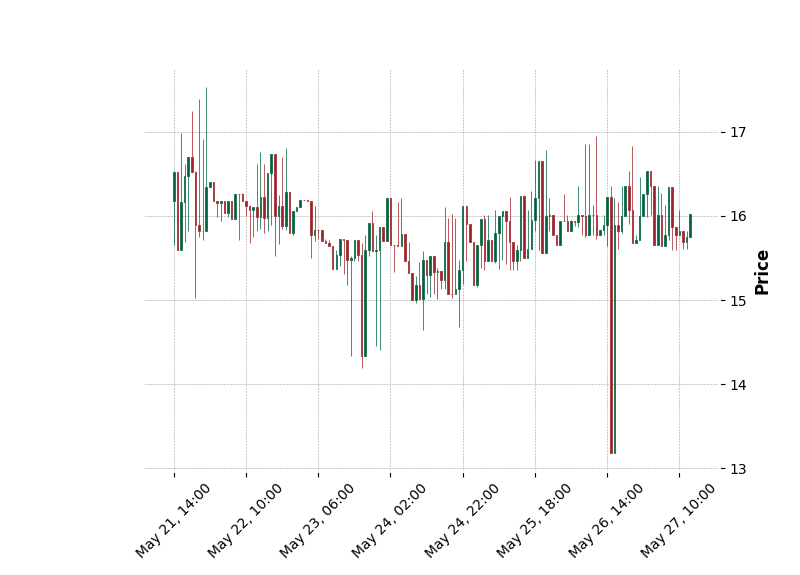 17
16
15
14
13
Price
May 21, 14:00
May 22, 10:00
May 23, 06:00
May 24, 02:00
May 24, 22:00
May 25, 18:00
May 26, 14:00
May 27, 10:00